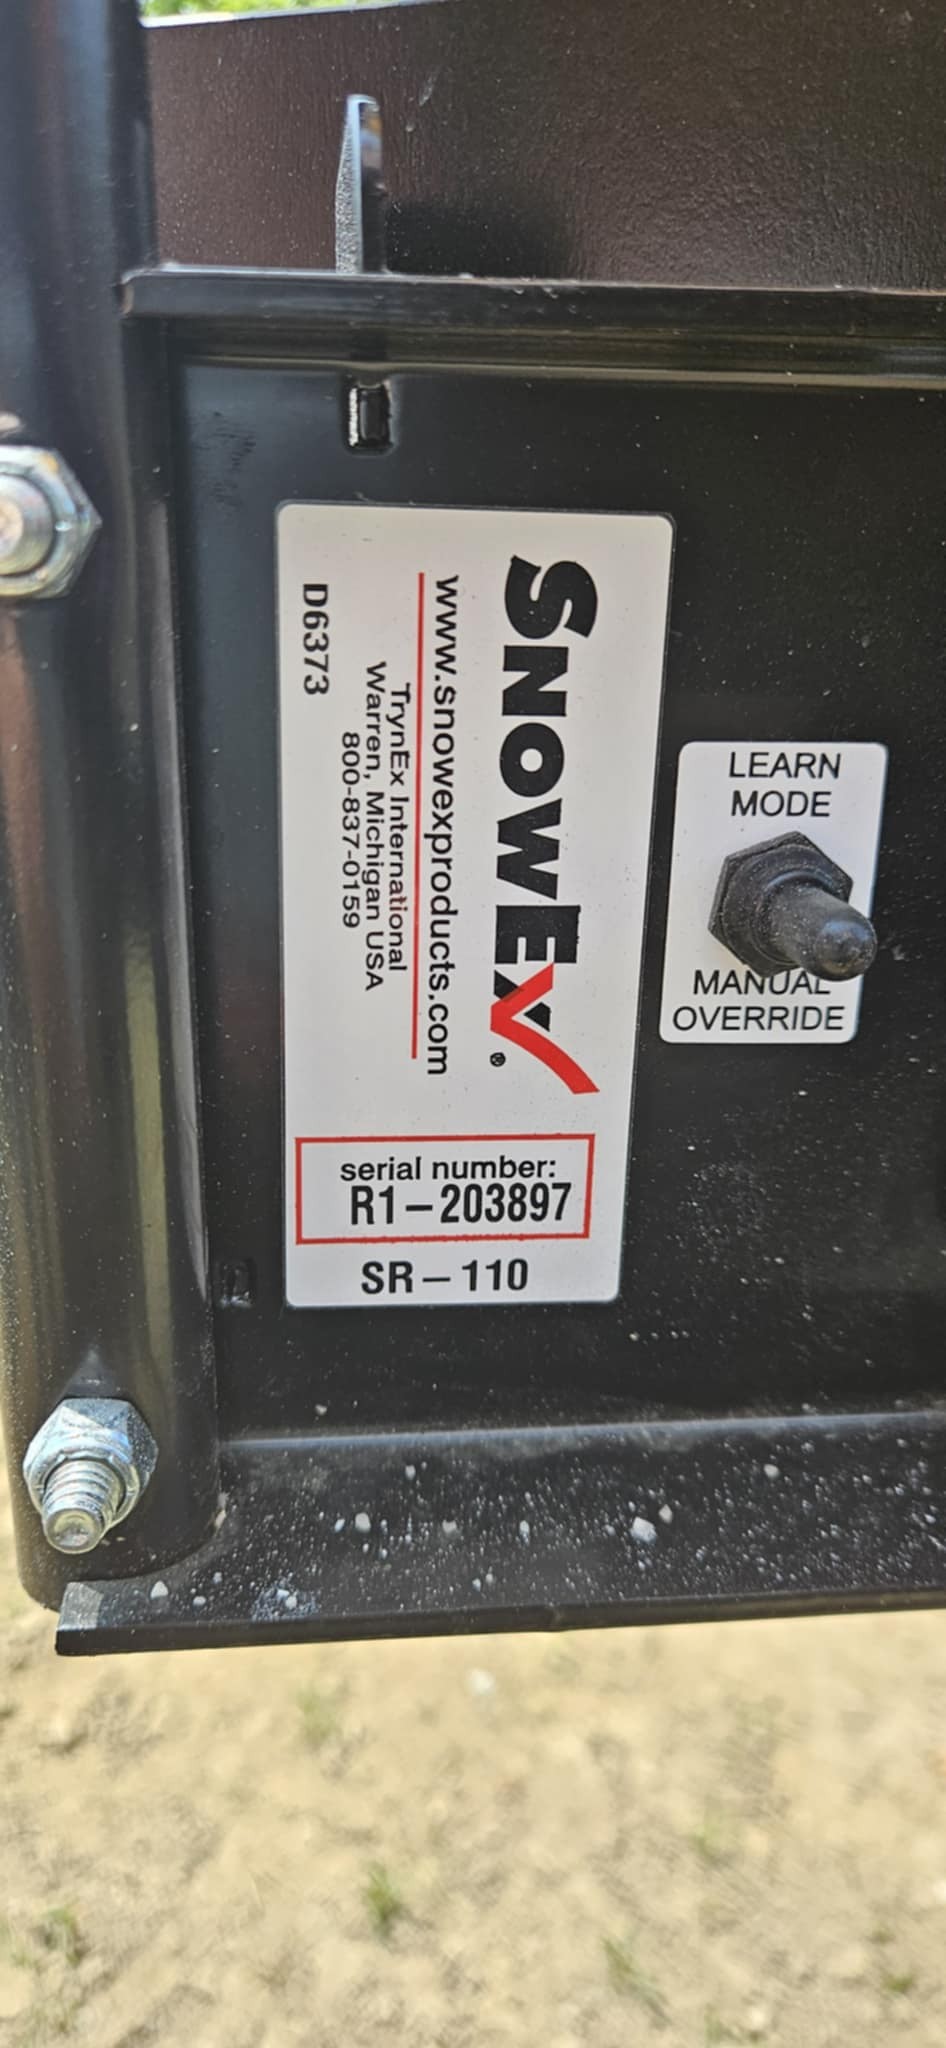 SNOWEX®
www.snowexproducts.com
TrynEx International
Warren, Michigan USA
800-837-0159
D6373
serial number:
R1-203897
SR-110
LEARN
MODE
MANUAL
OVERRIDE